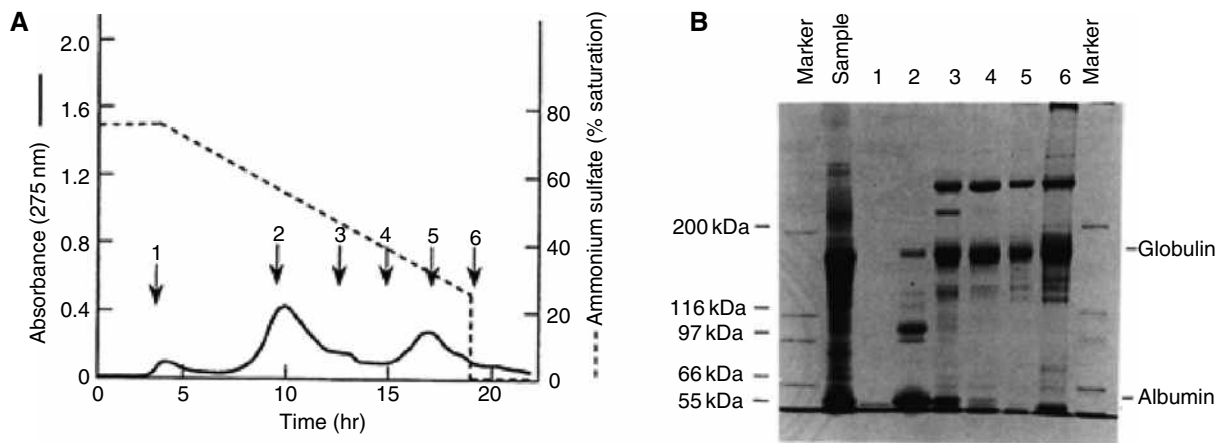 A
Absorbance (275 nm)
2.0
1.6
1.2
0.8
0.4
0
80
60
40
20
0
Ammonium sulfate (% saturation)
1
2
3
4
5
6
0
5
10
15
20
Time (hr)
B
Marker
Sample
1
2
3
4
5
6
Marker
200 kDa
116 kDa
97 kDa
66 kDa
55 kDa
Globulin
Albumin